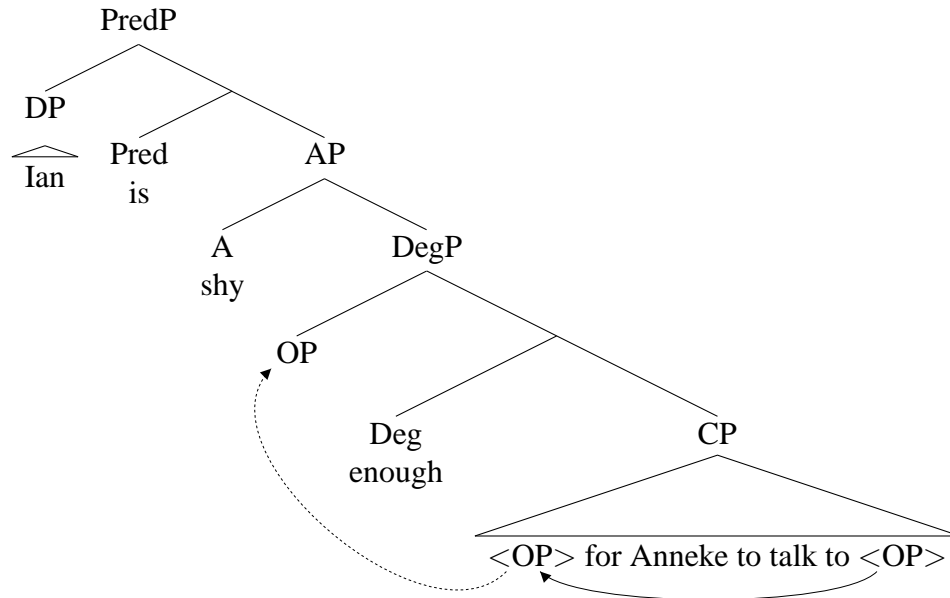 PredP
DP
Ian
Pred
is
AP
A
shy
DegP
OP
Deg
enough
CP
<OP> for Anneke to talk to <OP>